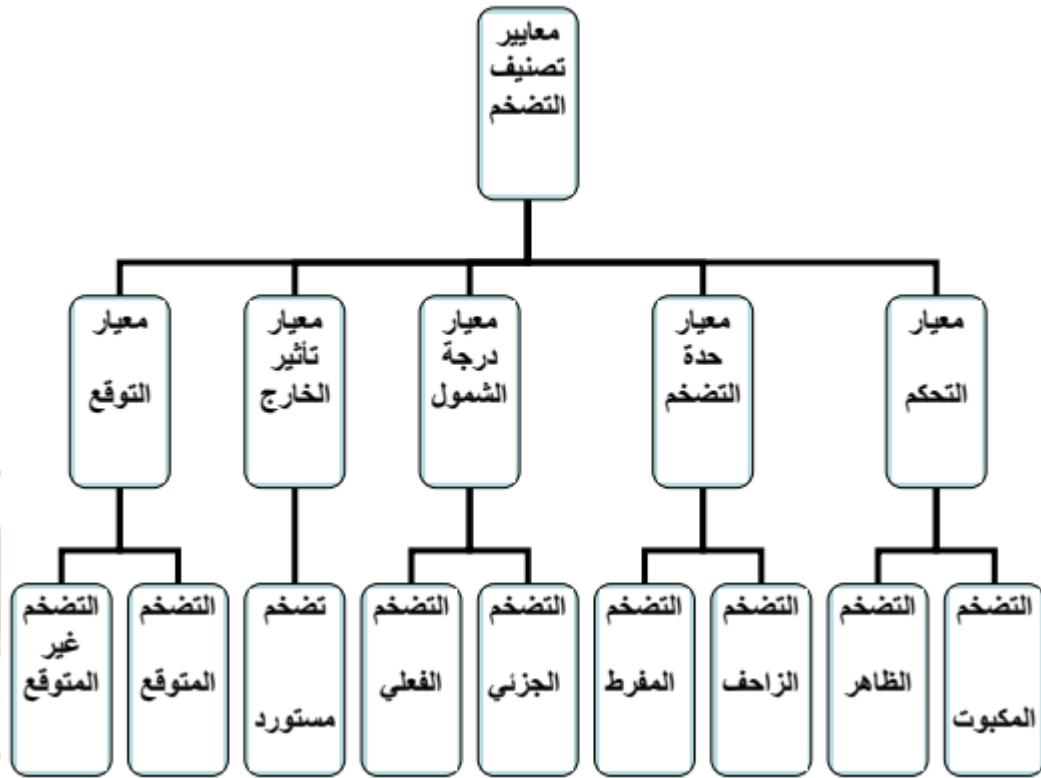 معايير
تصنيف
التضخم
معيار
التحكم
معيار
حدة
التضخم
معيار
درجة
الشمول
معيار
تأثير
الخارج
معيار
التوقع
التضخم
المكبوت
التضخم
الظاهر
التضخم
الزاحف
التضخم
المفرط
التضخم
الجزئي
التضخم
الفعلي
تضخم
مستورد
التضخم
المتوقع
التضخم
غير
المتوقع